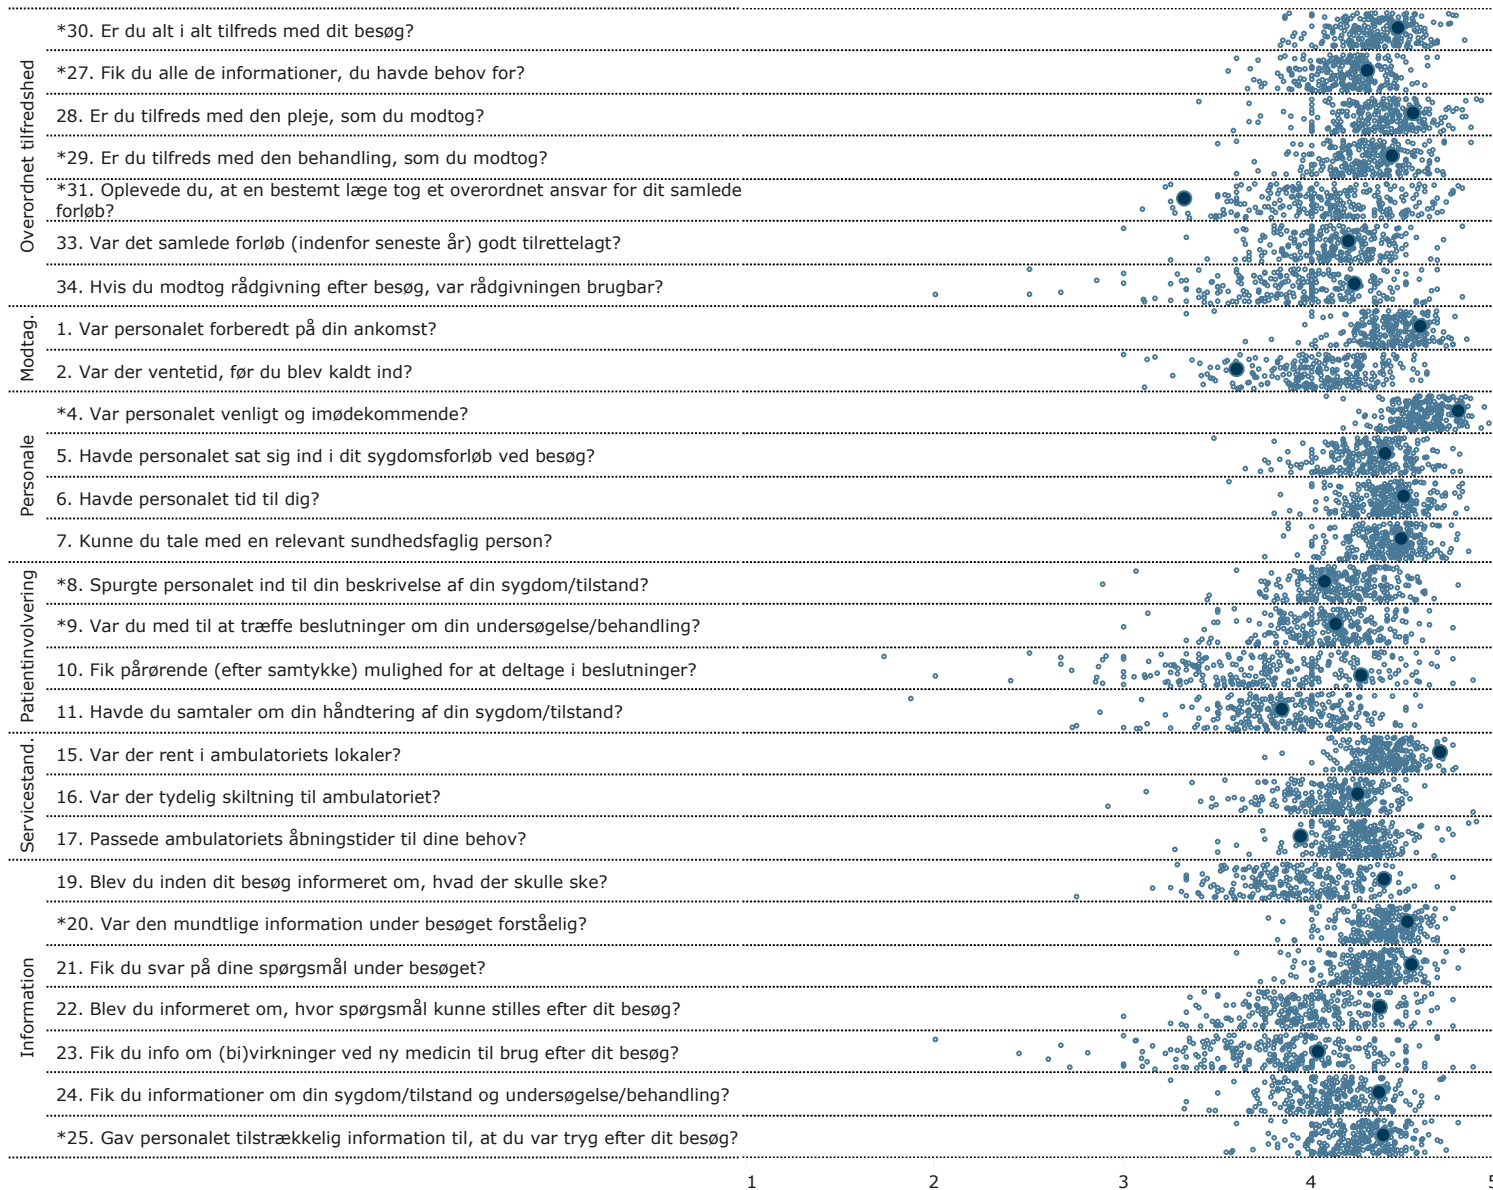 Overordnet tilfredshed
*30. Er du alt i alt tilfreds med dit besøg?
*27. Fik du alle de informationer, du havde behov for?
28. Er du tilfreds med den pleje, som du modtog?
*29. Er du tilfreds med den behandling, som du modtog?
*31. Oplevede du, at en bestemt læge tog et overordnet ansvar for dit samlede
forløb?
33. Var det samlede forløb (indenfor seneste år) godt tilrettelagt?
34. Hvis du modtog rådgivning efter besøg, var rådgivningen brugbar?
Modtag.
1. Var personalet forberedt på din ankomst?
2. Var der ventetid, før du blev kaldt ind?
Personale
*4. Var personalet venligt og imødekommende?
5. Havde personalet sat sig ind i dit sygdomsforløb ved besøg?
6. Havde personalet tid til dig?
7. Kunne du tale med en relevant sundhedsfaglig person?
Patientinvolvering
*8. Spurgte personalet ind til din beskrivelse af din sygdom/tilstand?
*9. Var du med til at træffe beslutninger om din undersøgelse/behandling?
10. Fik pårørende (efter samtykke) mulighed for at deltage i beslutninger?
11. Havde du samtaler om din håndtering af din sygdom/tilstand?
Servicestand.
15. Var der rent i ambulatoriets lokaler?
16. Var der tydelig skiltning til ambulatoriet?
17. Passede ambulatoriets åbningstider til dine behov?
Information
19. Blev du inden dit besøg informeret om, hvad der skulle ske?
*20. Var den mundtlige information under besøget forståelig?
21. Fik du svar på dine spørgsmål under besøget?
22. Blev du informeret om, hvor spørgsmål kunne stilles efter dit besøg?
23. Fik du info om (bi)virkninger ved ny medicin til brug efter dit besøg?
24. Fik du informationer om din sygdom/tilstand og undersøgelse/behandling?
*25. Gav personalet tilstrækkelig information til, at du var tryg efter dit besøg?
1 2 3 4 5